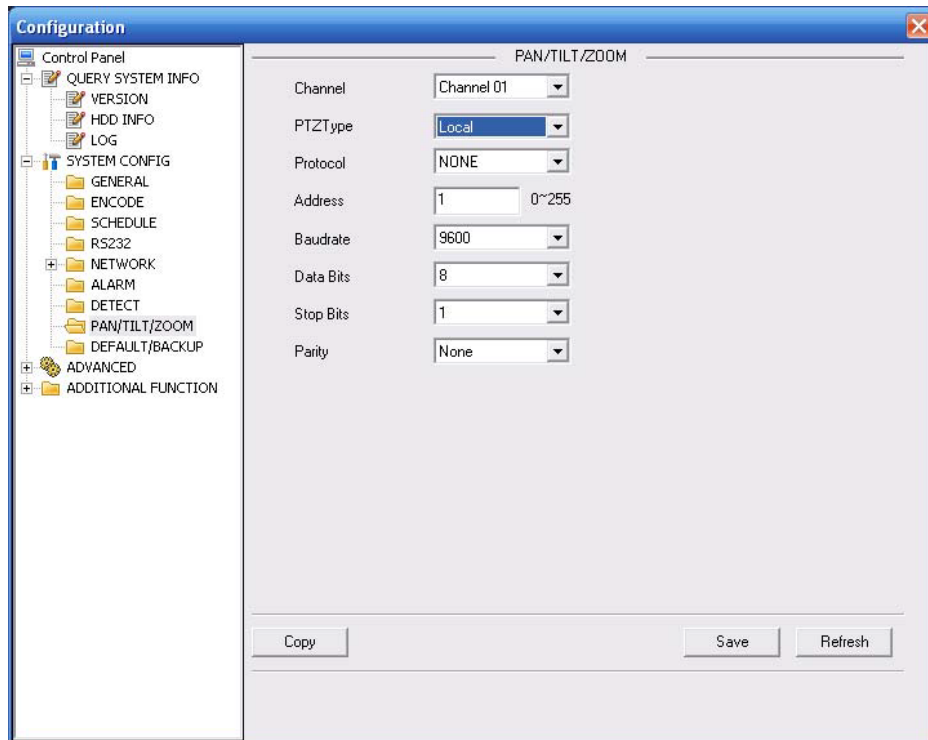 Configuration
Control Panel
QUERY SYSTEM INFO
VERSION
HDD INFO
LOG
SYSTEM CONFIG
GENERAL
ENCODE
SCHEDULE
RS232
NETWORK
ALARM
DETECT
PAN/TILT/ZOOM
DEFAULT/BACKUP
ADVANCED
ADDITIONAL FUNCTION
PAN/TILT/ZOOM
Channel Channel 01
PTZType Local
Protocol NONE
Address 1 0~255
Baudrate 9600
Data Bits 8
Stop Bits 1
Parity None
Copy Save Refresh